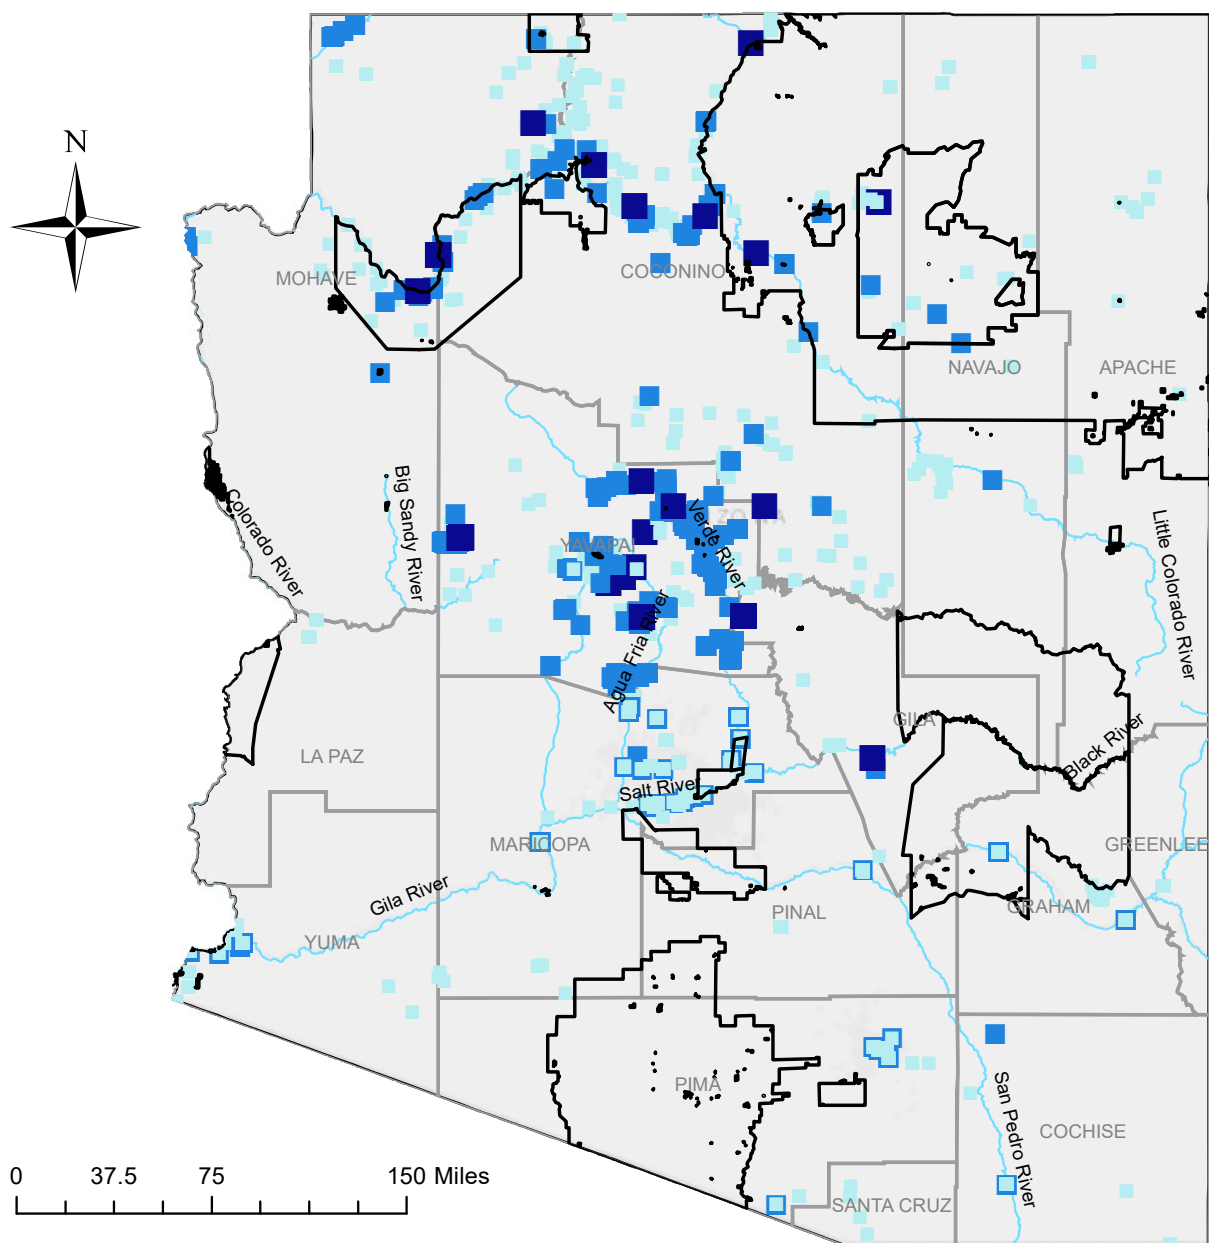 N
MOHAVE
COCONINO
NAVAJO
APACHE
Colorado River
Big Sandy River
Verde River
YAVAPAI
Little Colorado River
Agua Fria River
GILA
Black River
LA PAZ
Salt River
MARICOPA
GREENLEE
Gila River
PINAL
GRAHAM
YUMA
PIMA
San Pedro River
COCHISE
SANTA CRUZ
0 37.5 75 150 Miles